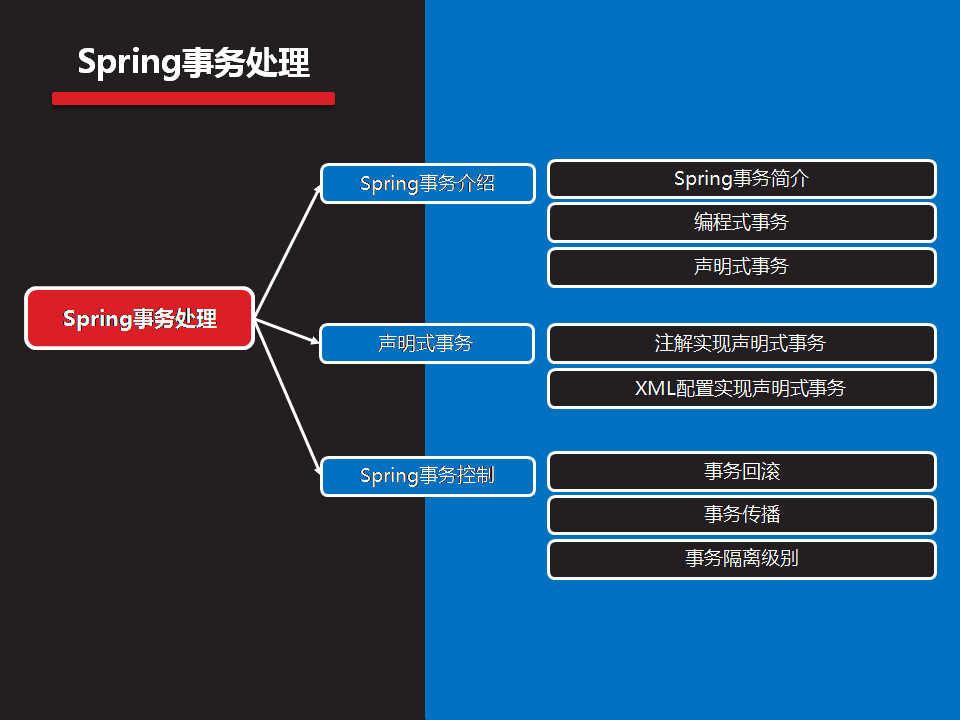 Spring事务处理
Spring事务处理
Spring事务介绍
Spring事务简介
编程式事务
声明式事务
声明式事务
注解实现声明式事务
XML配置实现声明式事务
Spring事务控制
事务回滚
事务传播
事务隔离级别